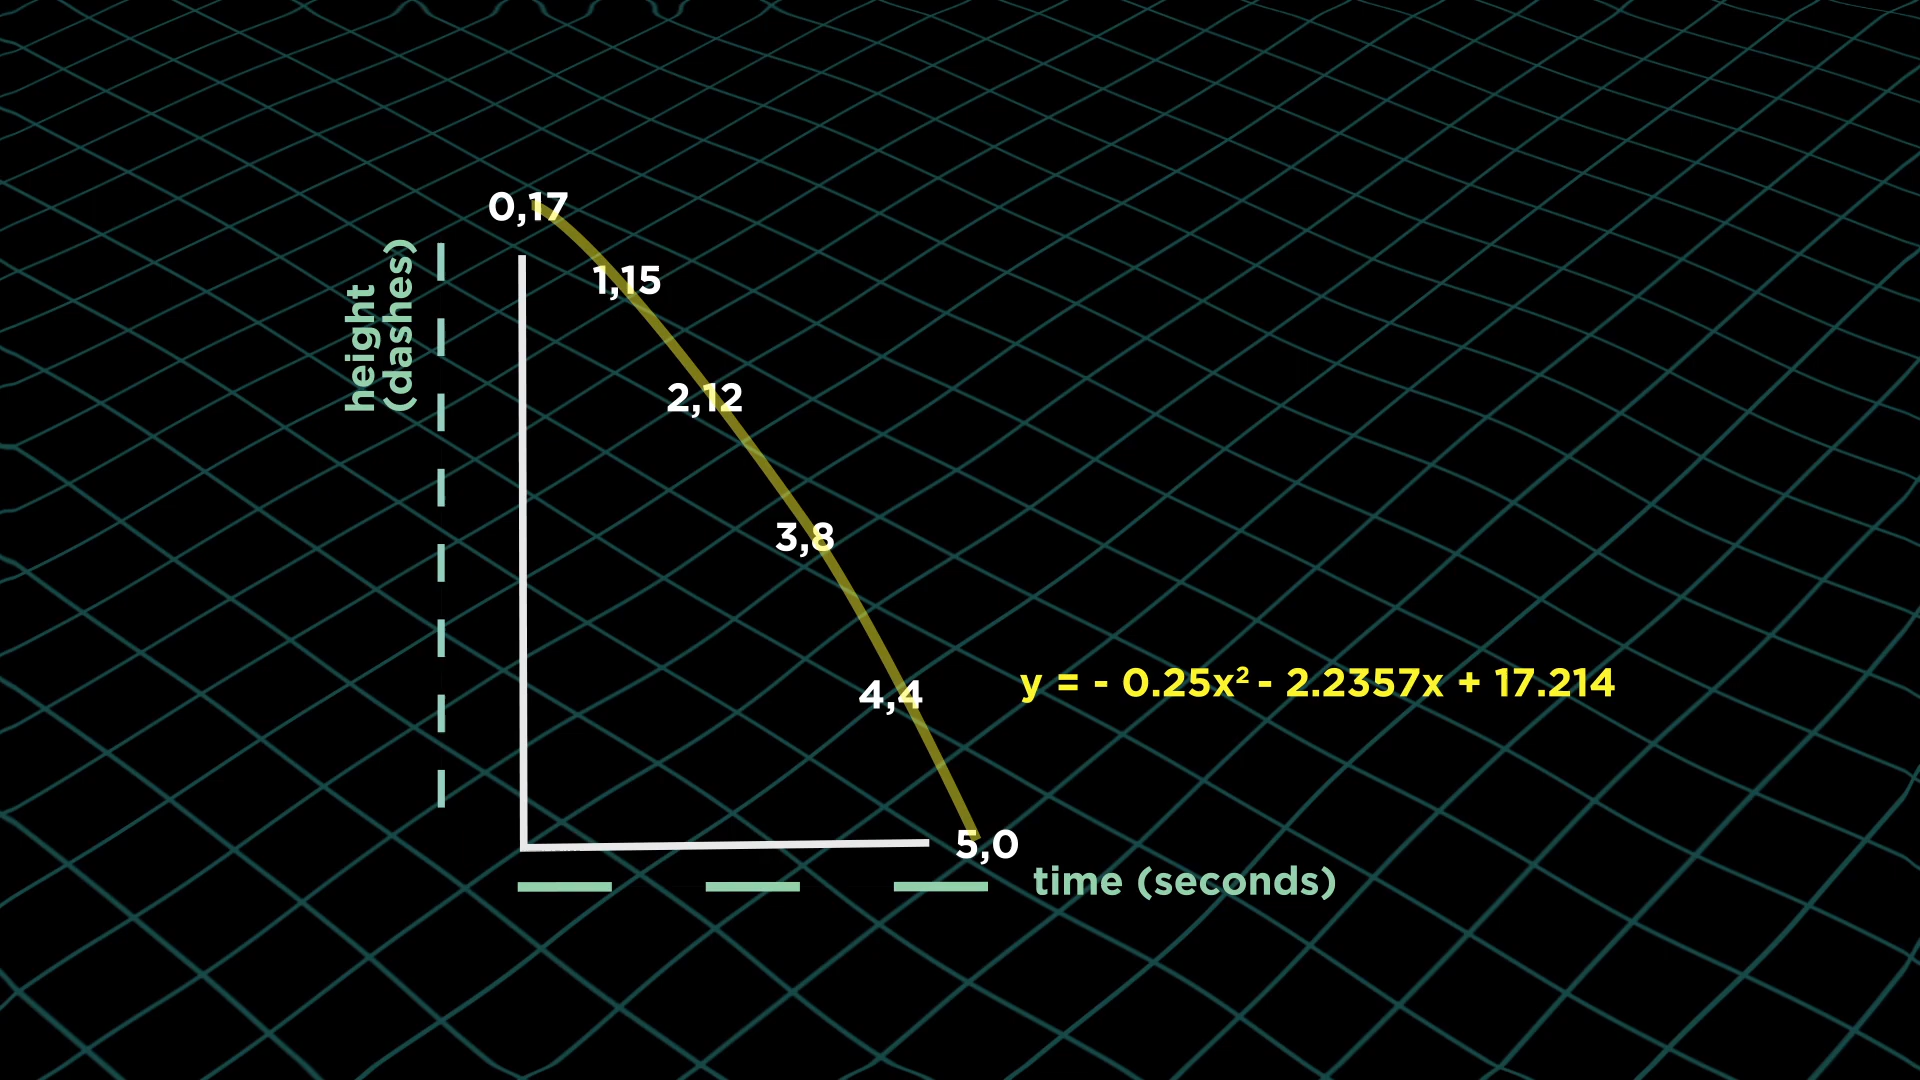 0,17
height
(dashes)
1,15
2,12
3,8
4,4
y = - 0.25x² - 2.2357x + 17.214
5,0
time (seconds)